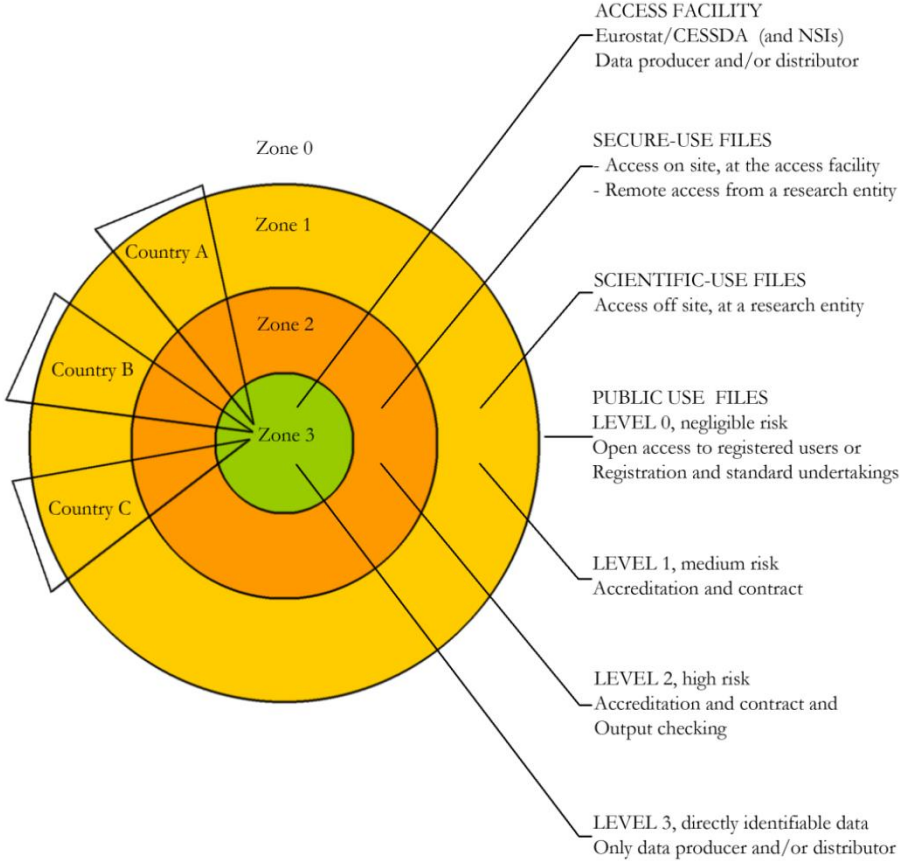 ACCESS FACILITY
Eurostat/CESSDA (and NSIs)
Data producer and/or distributor
SECURE-USE FILES
- Access on site, at the access facility
- Remote access from a research entity
SCIENTIFIC-USE FILES
Access off site, at a research entity
PUBLIC USE FILES
LEVEL 0, negligible risk
Open access to registered users or
Registration and standard undertakings
LEVEL 1, medium risk
Accreditation and contract
LEVEL 2, high risk
Accreditation and contract and
Output checking
LEVEL 3, directly identifiable data
Only data producer and/or distributor
Zone 0
Zone 1
Country A
Zone 2
Country B
Zone 3
Country C